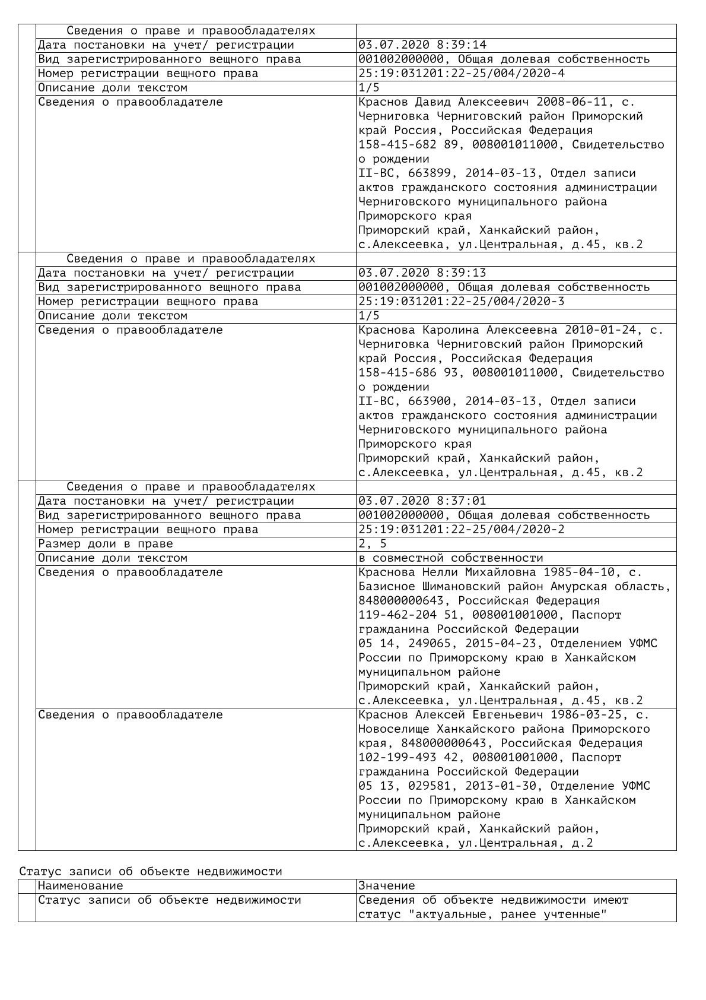 Сведения о праве и правообладателях
Дата постановки на учет/ регистрации 03.07.2020 8:39:14
Вид зарегистрированного вещного права 001002000000, Общая долевая собственность
Номер регистрации вещного права 25:19:031201:22-25/004/2020-4
Описание доли текстом 1/5
Сведения о правообладателе Краснов Давид Алексеевич 2008-06-11, с.
Черниговка Черниговский район Приморский
край Россия, Российская Федерация
158-415-682 89, 008001011000, Свидетельство
о рождении
II-ВС, 663899, 2014-03-13, Отдел записи
актов гражданского состояния администрации
Черниговского муниципального района
Приморского края
Приморский край, Ханкайский район,
с.Алексеевка, ул.Центральная, д.45, кв.2
Сведения о праве и правообладателях
Дата постановки на учет/ регистрации 03.07.2020 8:39:13
Вид зарегистрированного вещного права 001002000000, Общая долевая собственность
Номер регистрации вещного права 25:19:031201:22-25/004/2020-3
Описание доли текстом 1/5
Сведения о правообладателе Краснова Каролина Алексеевна 2010-01-24, с.
Черниговка Черниговский район Приморский
край Россия, Российская Федерация
158-415-686 93, 008001011000, Свидетельство
о рождении
II-ВС, 663900, 2014-03-13, Отдел записи
актов гражданского состояния администрации
Черниговского муниципального района
Приморского края
Приморский край, Ханкайский район,
с.Алексеевка, ул.Центральная, д.45, кв.2
Сведения о праве и правообладателях
Дата постановки на учет/ регистрации 03.07.2020 8:37:01
Вид зарегистрированного вещного права 001002000000, Общая долевая собственность
Номер регистрации вещного права 25:19:031201:22-25/004/2020-2
Размер доли в праве 2, 5
Описание доли текстом в совместной собственности
Сведения о правообладателе Краснова Нелли Михайловна 1985-04-10, с.
Базисное Шимановский район Амурская область,
848000000643, Российская Федерация
119-462-204 51, 008001001000, Паспорт
гражданина Российской Федерации
05 14, 249065, 2015-04-23, Отделением УФМС
России по Приморскому краю в Ханкайском
муниципальном районе
Приморский край, Ханкайский район,
с.Алексеевка, ул.Центральная, д.45, кв.2
Сведения о правообладателе Краснов Алексей Евгеньевич 1986-03-25, с.
Новоселище Ханкайского района Приморского
края, 848000000643, Российская Федерация
102-199-493 42, 008001001000, Паспорт
гражданина Российской Федерации
05 13, 029581, 2013-01-30, Отделение УФМС
России по Приморскому краю в Ханкайском
муниципальном районе
Приморский край, Ханкайский район,
с.Алексеевка, ул.Центральная, д.2
Статус записи об объекте недвижимости
Наименование Значение
Статус записи об объекте недвижимости Сведения об объекте недвижимости имеют
статус "актуальные, ранее учтенные"